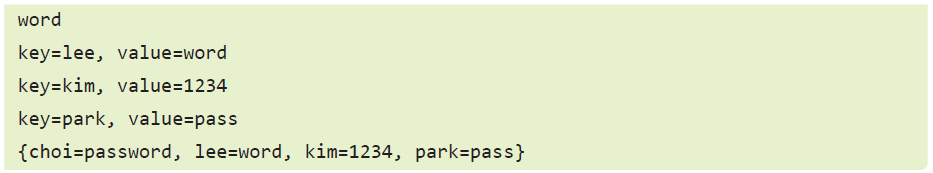 word
key=lee, value=word
key=kim, value=1234
key=park, value=pass
{choi=password, lee=word, kim=1234, park=pass}